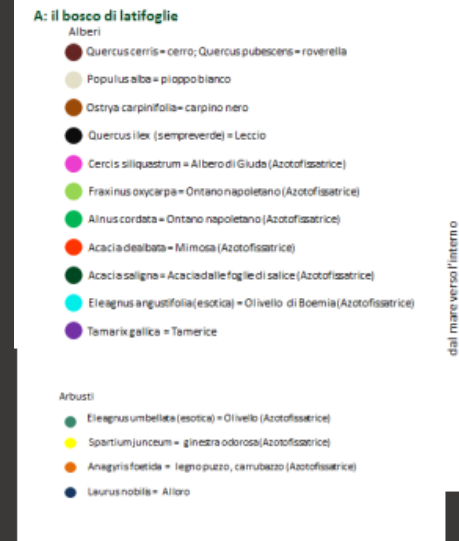 A: il bosco di latifoglie
Alberi
Quercus cerris = cerro; Quercus pubescens = roverella
Populus alba = pioppo bianco
Ostrya carpinifolia= carpino nero
Quercus ilex (sempreverde) = Leccio
Cercis siliquastrum = Albero di Giuda (Azotofissatrice)
Fraxinus oxycarpa = Ontano napoletano (Azotofissatrice)
Alnus cordata = Ontano napoletano (Azotofissatrice)
Acacia dealbata = Mimosa (Azotofissatrice)
Acacia saligna = Acacia dalle foglie di salice (Azotofissatrice)
Eleagnus angustifolia (esotica) = Olivello di Boemia (Azotofissatrice)
Tamarix gallica = Tamerice
dal mare verso l'interno
Arbusti
Eleagnus umbellata (esotica) = Olivello (Azotofissatrice)
Spartium junceum = ginestra odorosa(Azotofissatrice)
Anagyris foetida = legno puzzo, carrubazzo (Azotofissatrice)
Laurus nobilis = Alloro